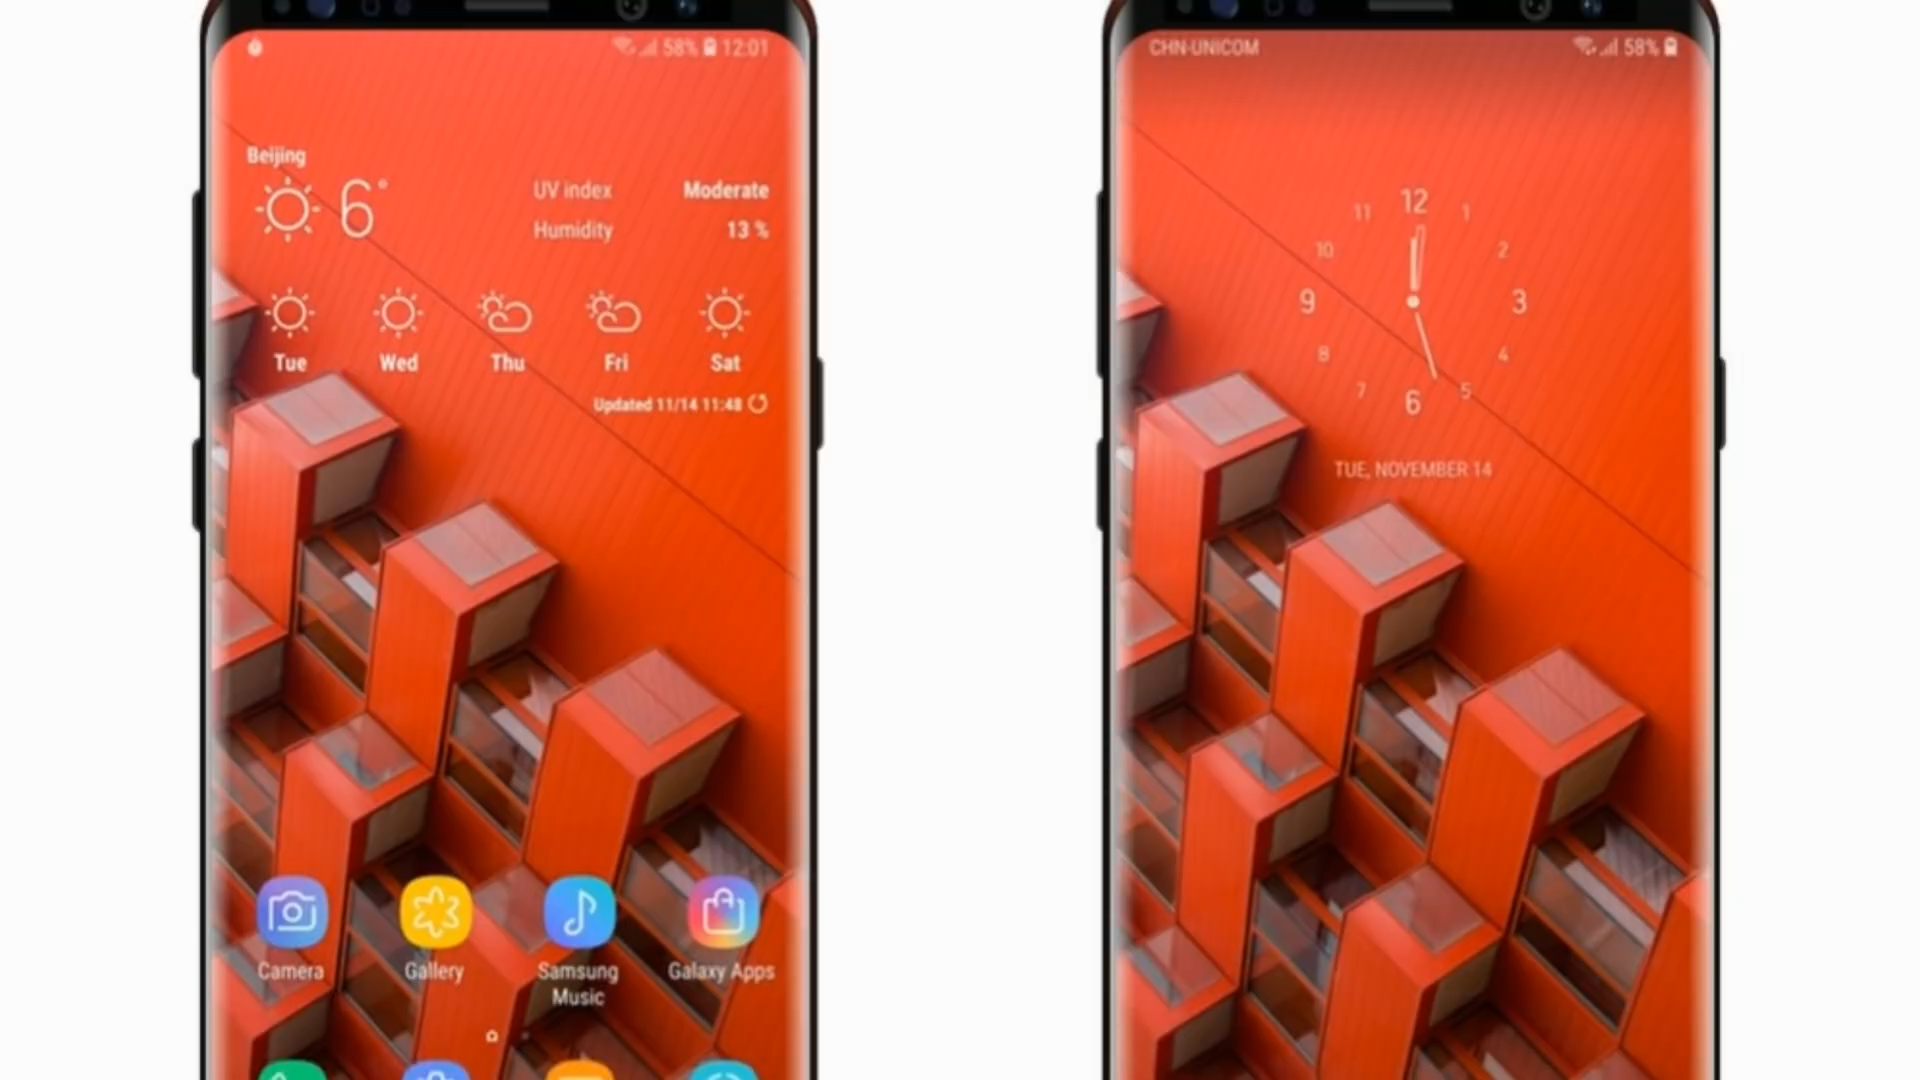 58% 12:01
Beijing
6°
UV index Moderate
Humidity 13 %
Tue Wed Thu Fri Sat
Updated 11/14 11:48
Camera Gallery Samsung Music Galaxy Apps
CHN-UNICOM 58%
12
11 1
10 2
9 3
8 4
7 5
6
TUE, NOVEMBER 14